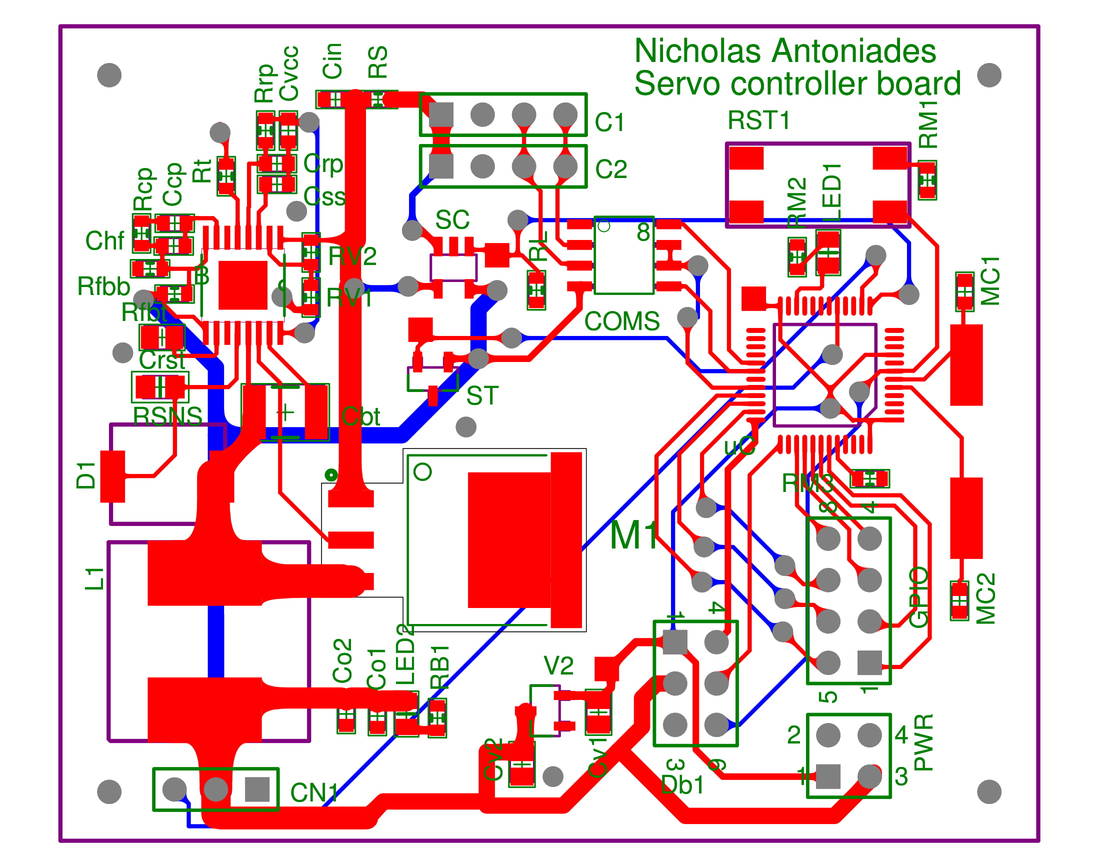 Nicholas Antoniades
Servo controller board
Cin
RS
Rrp
Cvcc
C1
RST1
RM1
C2
Rt
Crp
Css
Rcp
Ccp
Chf
SC
RM2
LED1
8
RV2
B
Rfbb
RV1
MC1
Rfbt
COMS
Crst
ST
RSNS
Cbt
uC
D1
RM3
8
4
M1
L1
GPIO
MC2
1
4
Co2
Co1
LED2
RB1
V2
5
1
2
4
PWR
Cv2
Cv1
3
6
1
3
Db1
CN1